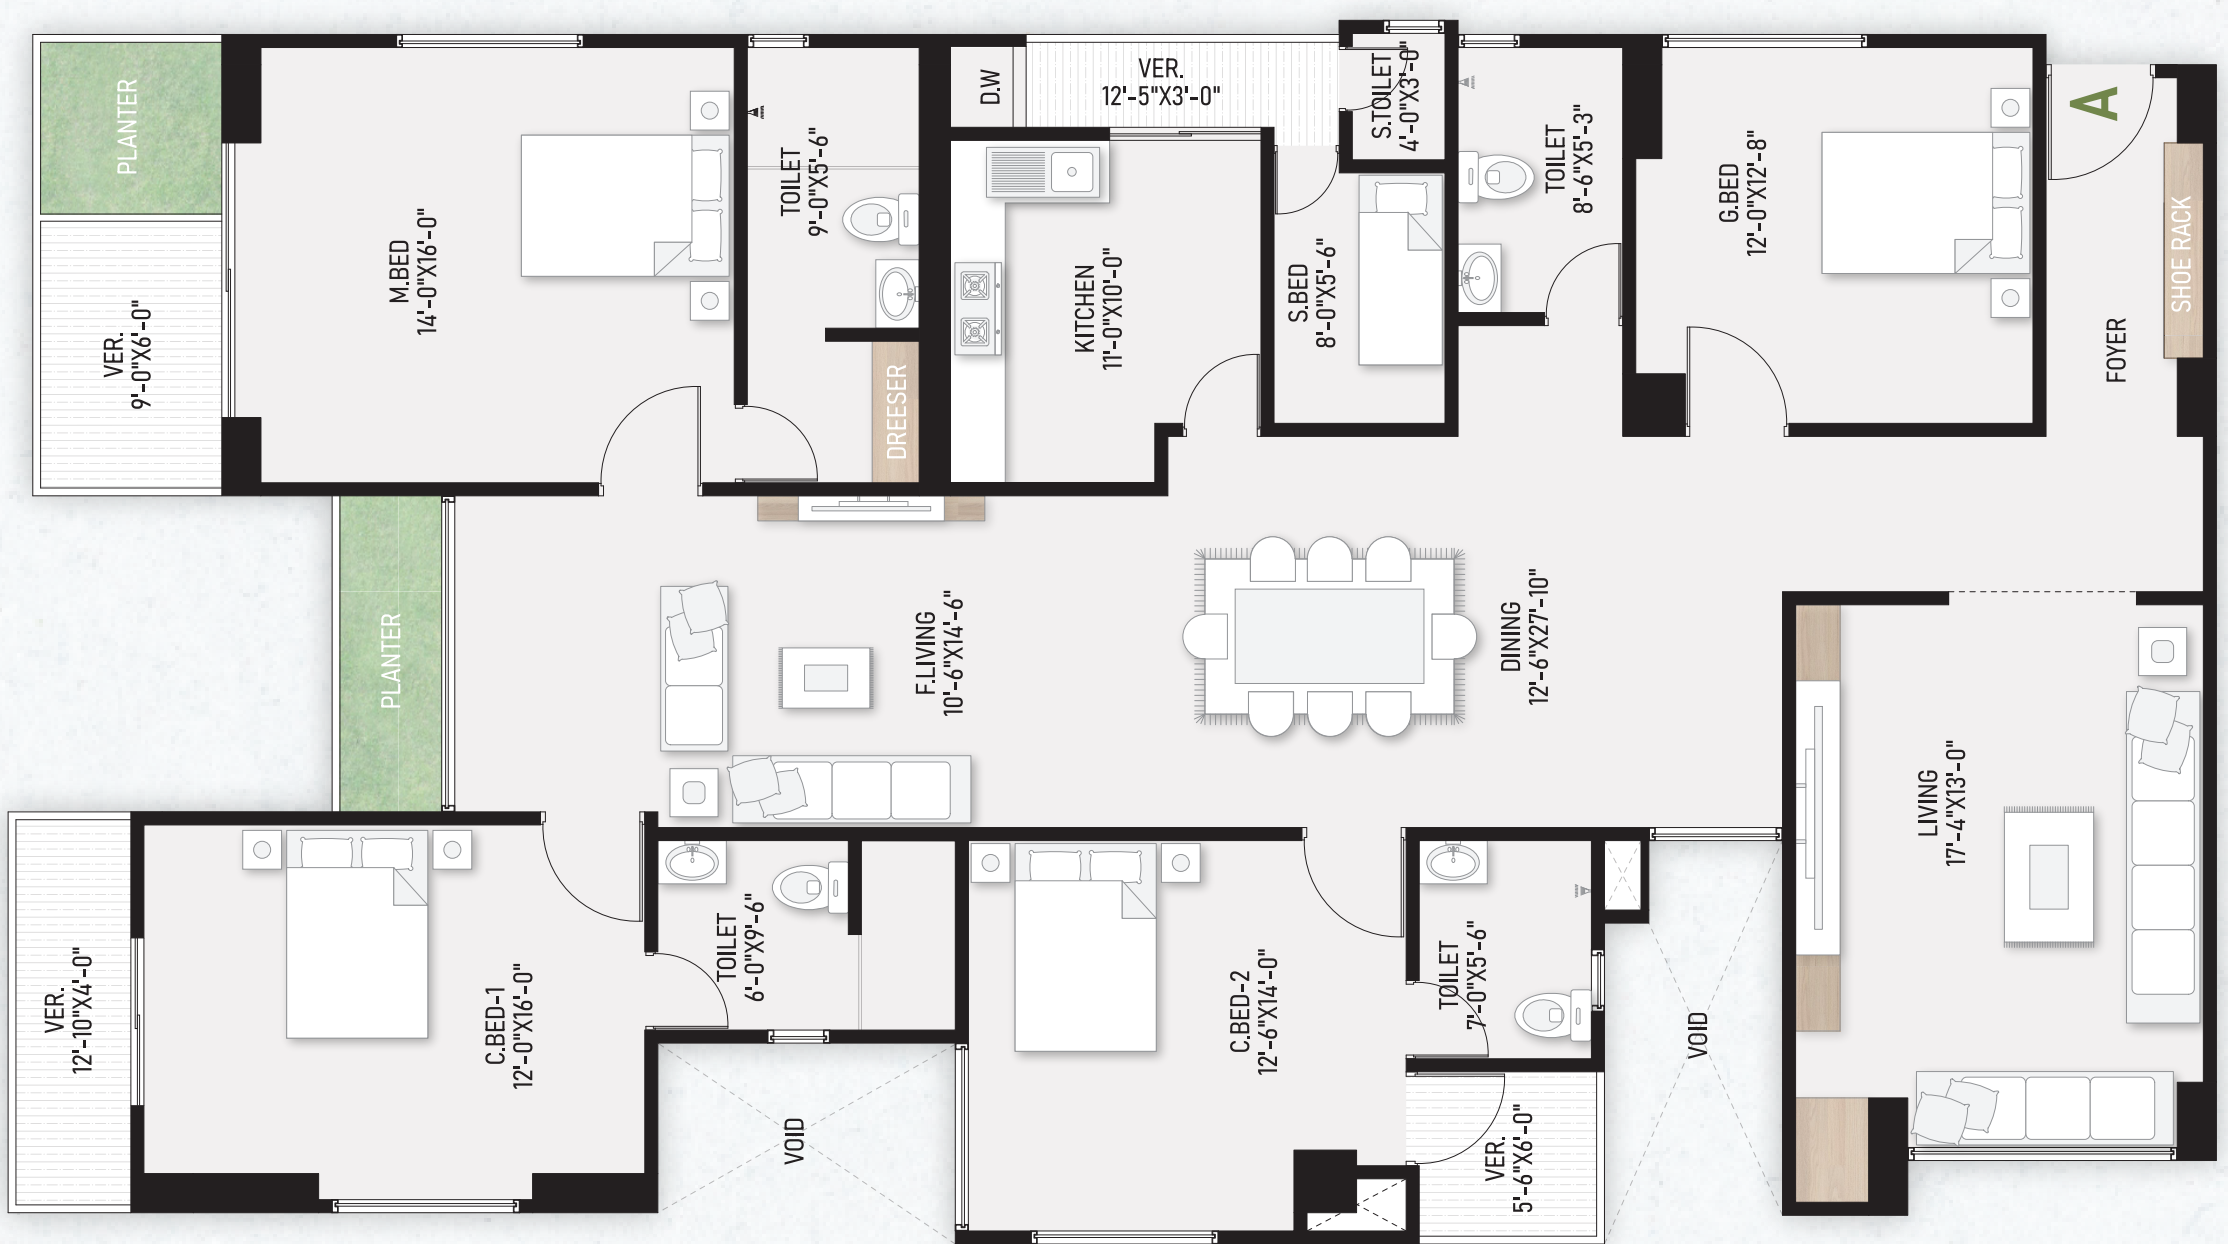 PLANTER
VER.
9'-0"X6'-0"
M.BED
14'-0"X16'-0"
TOILET
9'-0"X5'-6"
DREESER
D.W
VER.
12'-5"X3'-0"
S.TOILET
4'-0"X3'-0"
KITCHEN
11'-0"X10'-0"
S.BED
8'-0"X5'-6"
TOILET
8'-6"X5'-3"
G.BED
12'-0"X12'-8"
A
SHOE RACK
FOYER
PLANTER
F.LIVING
10'-6"X14'-6"
DINING
12'-6"X27'-10"
LIVING
17'-4"X13'-0"
VER.
12'-10"X4'-0"
C.BED-1
12'-0"X16'-0"
TOILET
6'-0"X9'-6"
VOID
C.BED-2
12'-6"X14'-0"
TOILET
7'-0"X5'-6"
VER.
5'-6"X6'-0"
VOID